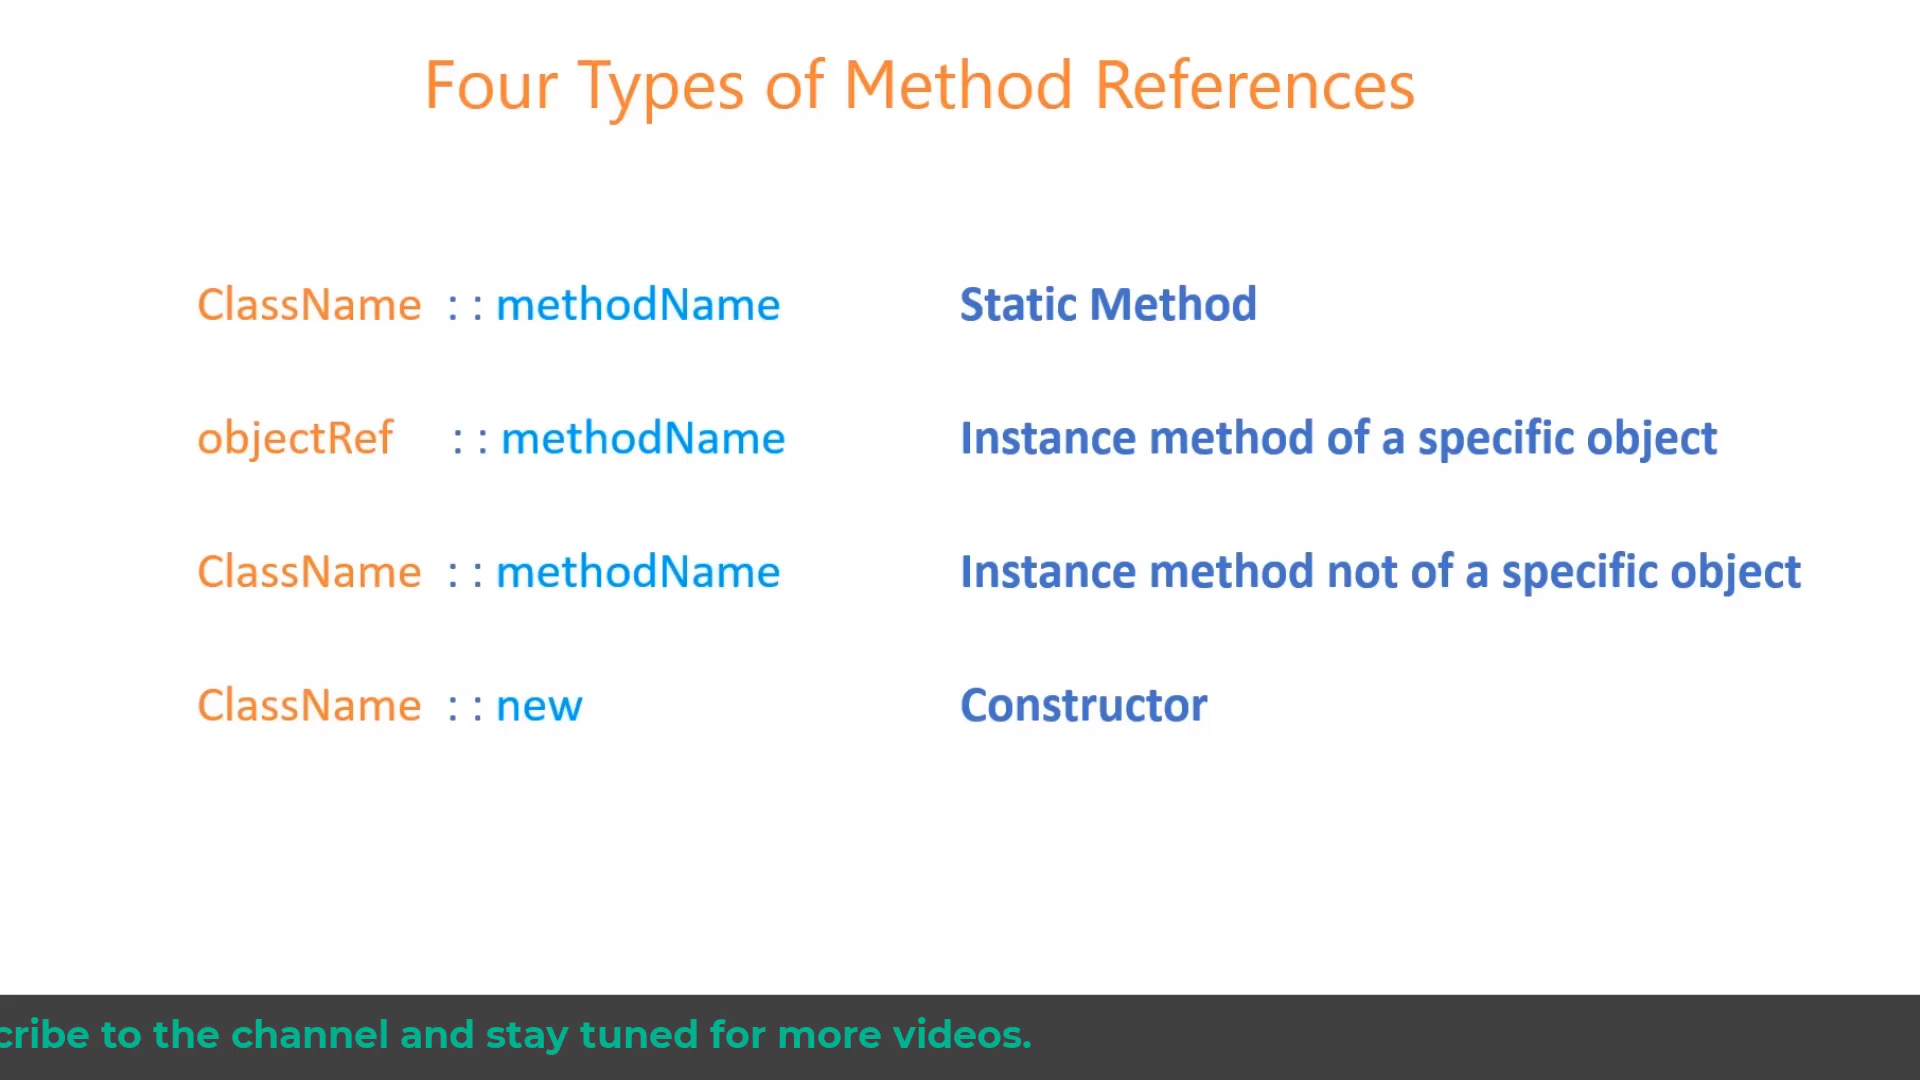 Four Types of Method References
ClassName : : methodName Static Method
objectRef : : methodName Instance method of a specific object
ClassName : : methodName Instance method not of a specific object
ClassName : : new Constructor
to the channel and stay tuned for more videos.